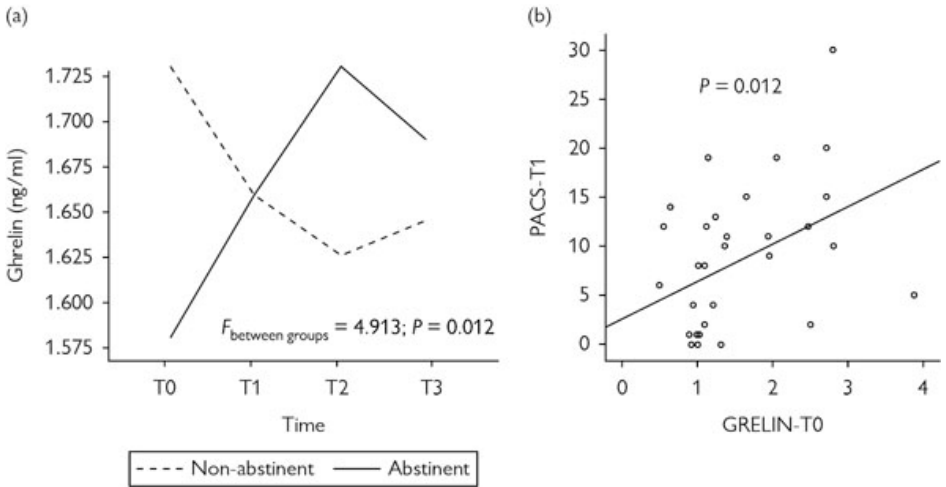 (a)
Ghrelin (ng/ml)
1.725
1.700
1.675
1.650
1.625
1.600
1.575
F between groups = 4.913; P = 0.012
T0 T1 T2 T3
Time
Non-abstinent Abstinent
(b)
PACS-T1
30
25
20
15
10
5
0
P = 0.012
0 1 2 3 4
GRELIN-T0